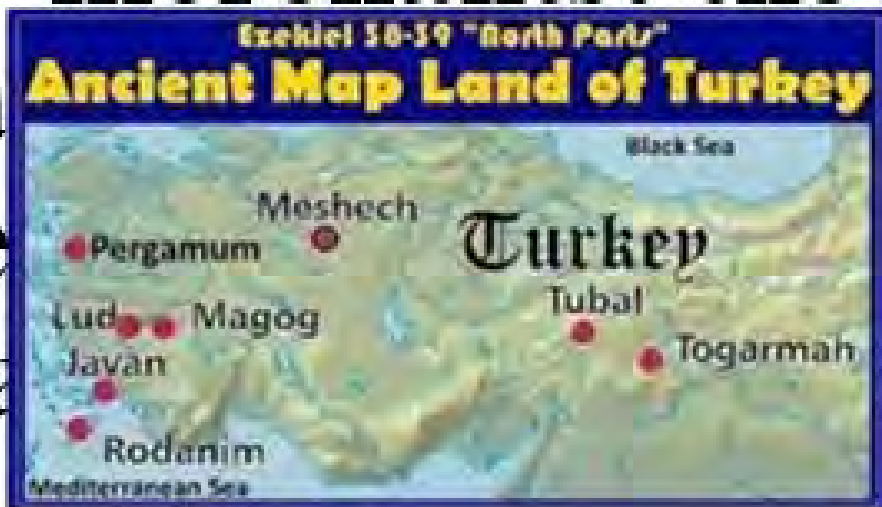 Ezekiel 38-39 "North Parts"
Ancient Map Land of Turkey
Black Sea
Meshech
Turkey
Pergamum
Tubal
Lud
Magog
Togarmah
Javan
Rodanim
Mediterranean Sea